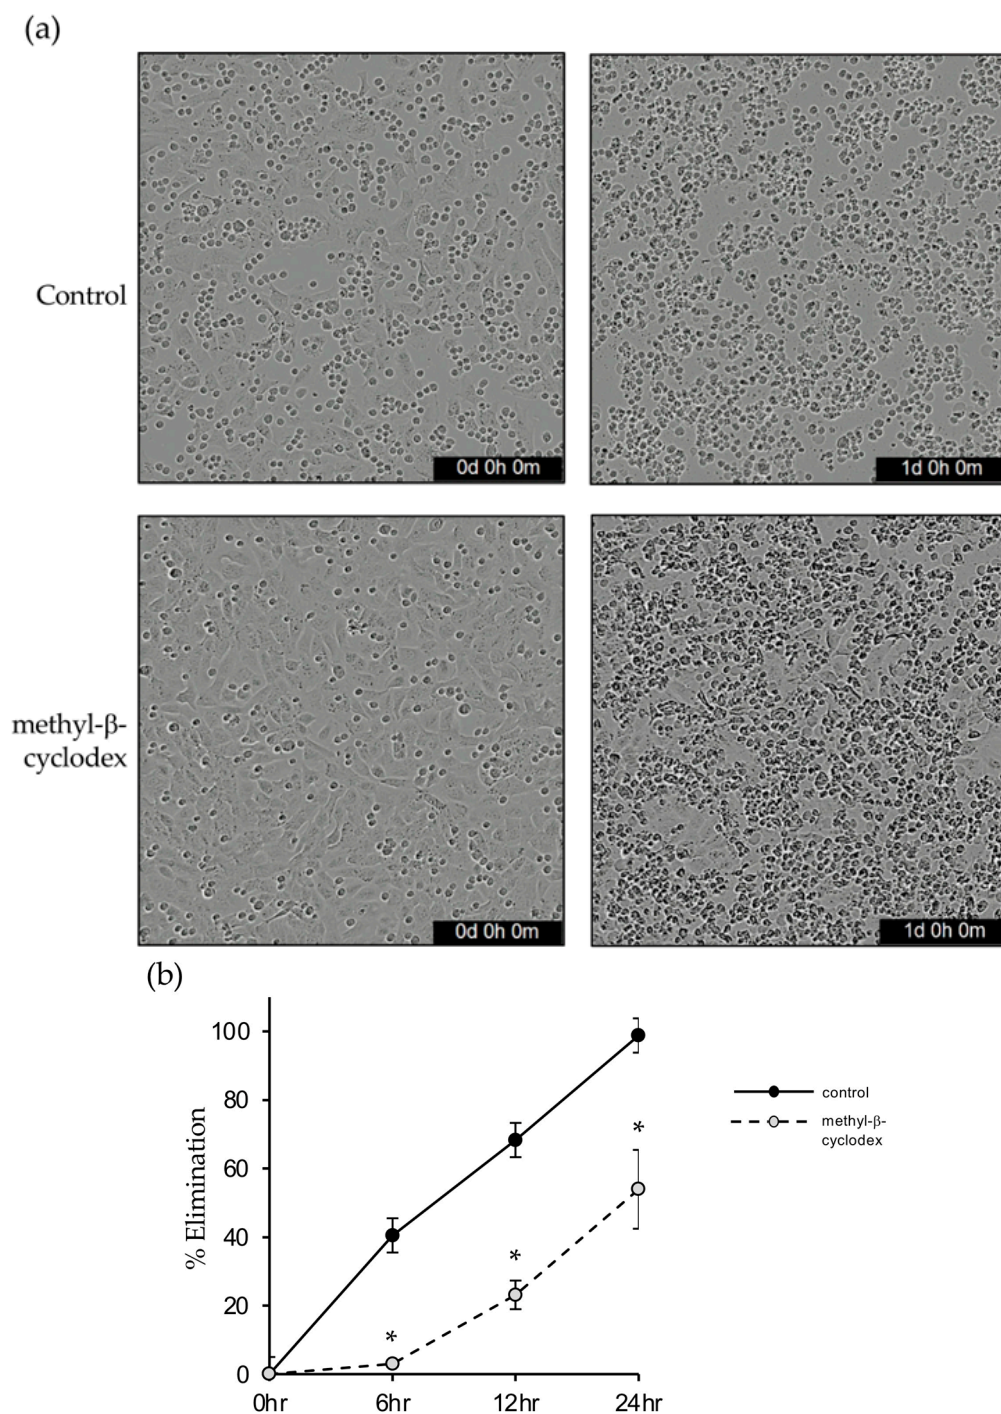 (a)
Control
0d 0h 0m
1d 0h 0m
methyl-β-
cyclodex
0d 0h 0m
1d 0h 0m
(b)
% Elimination
100
80
60
40
20
0
0hr
6hr
12hr
24hr
*
*
*
control
methyl-β-
cyclodex